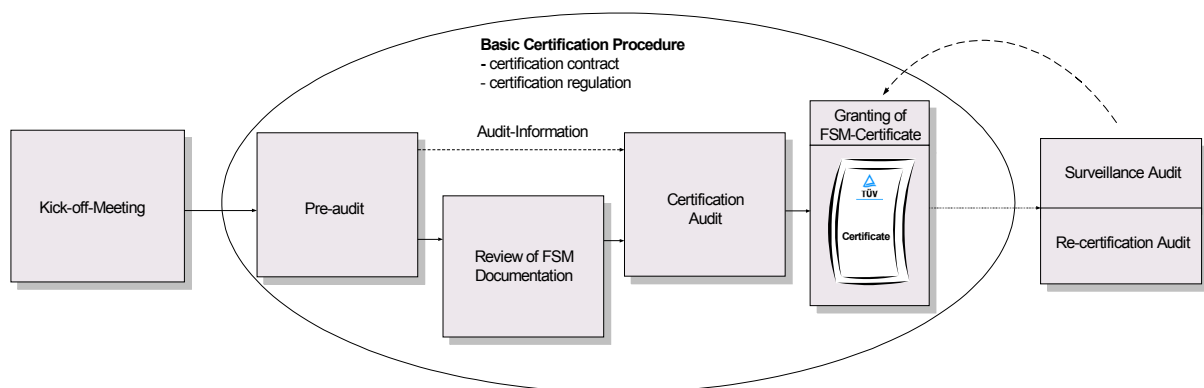 Basic Certification Procedure
- certification contract
- certification regulation
Kick-off-Meeting
Pre-audit
Audit-Information
Review of FSM
Documentation
Certification
Audit
Granting of
FSM-Certificate
TÜV
Certificate
Surveillance Audit
Re-certification Audit